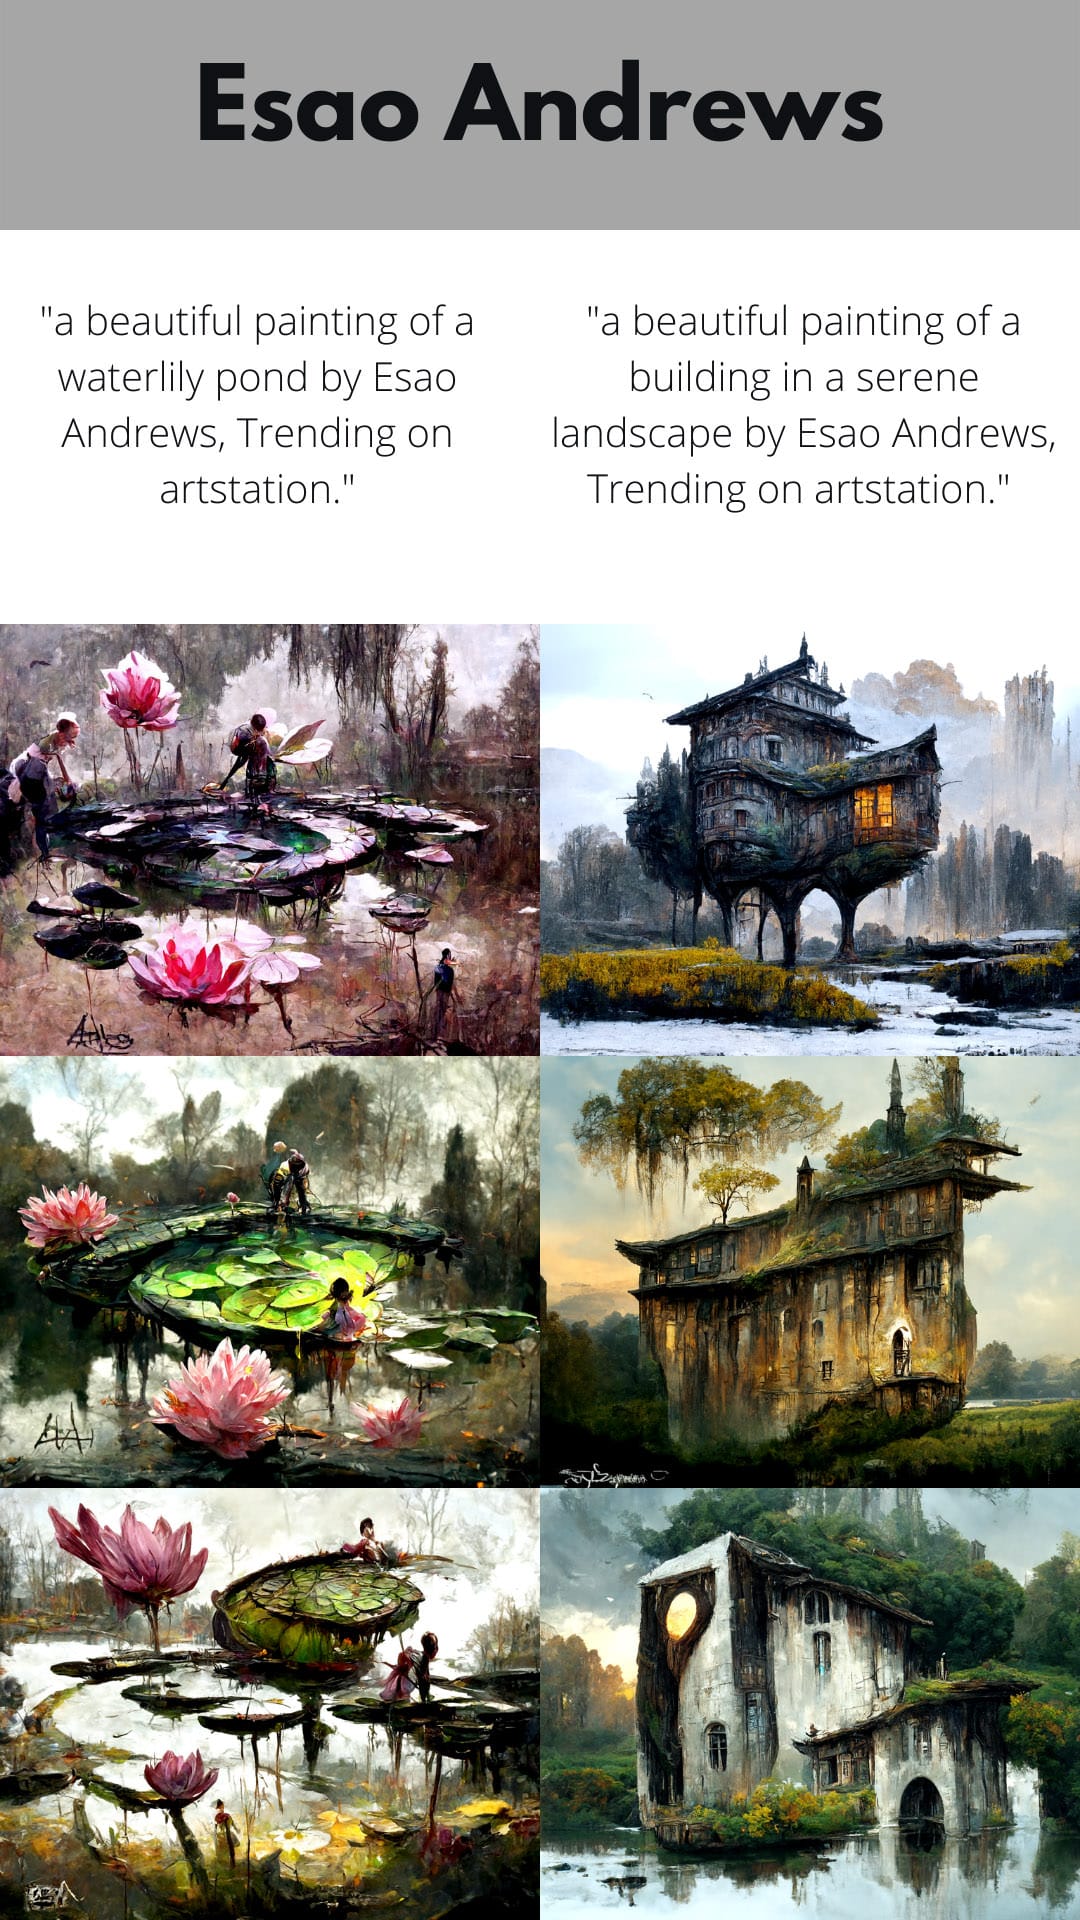 Esao Andrews
"a beautiful painting of a
waterlily pond by Esao
Andrews, Trending on
artstation."
"a beautiful painting of a
building in a serene
landscape by Esao Andrews,
Trending on artstation."